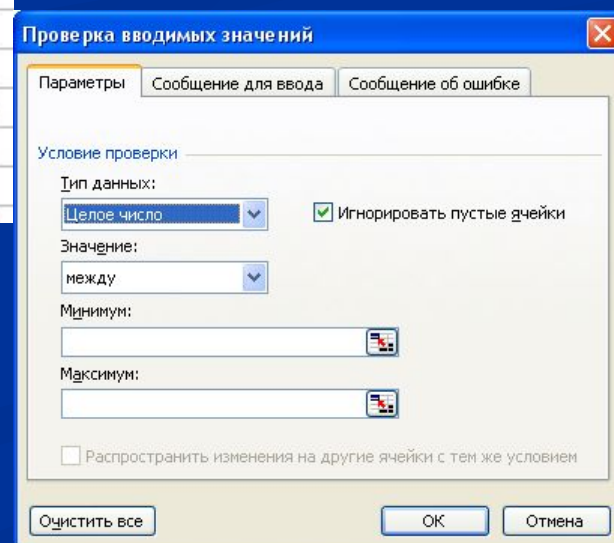 Проверка вводимых значений
Параметры Сообщение для ввода Сообщение об ошибке
Условие проверки
Тип данных:
Целое число Игнорировать пустые ячейки
Значение:
между
Минимум:
Максимум:
Распространить изменения на другие ячейки с тем же условием
Очистить все ОК Отмена